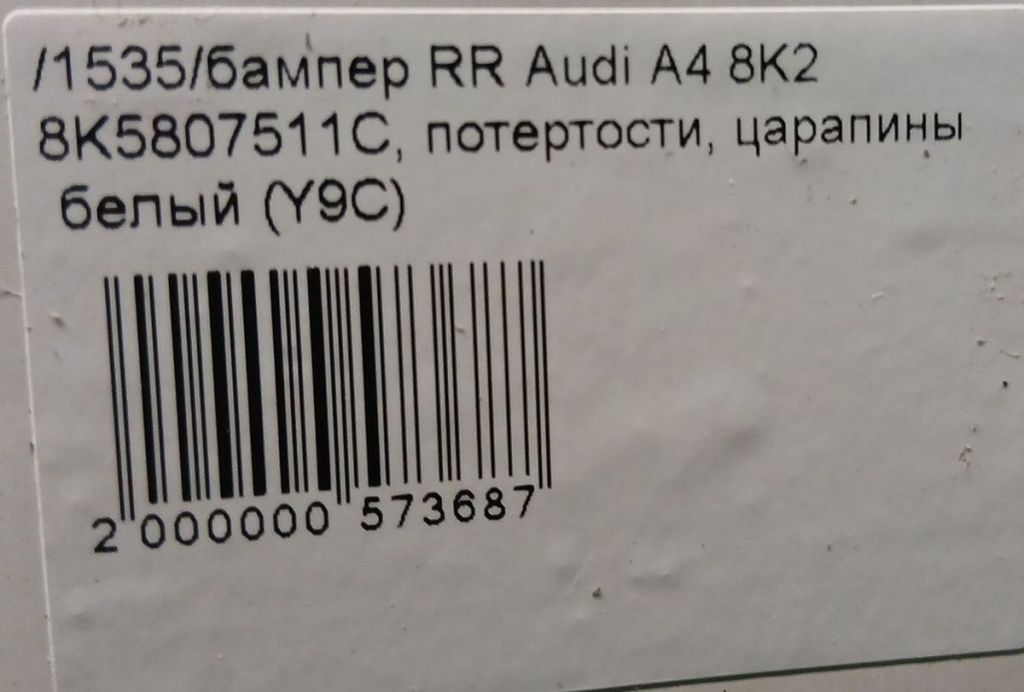 /1535/бампер RR Audi A4 8K2
8K5807511C, потертости, царапины
белый (Y9C)
2 000000 573687